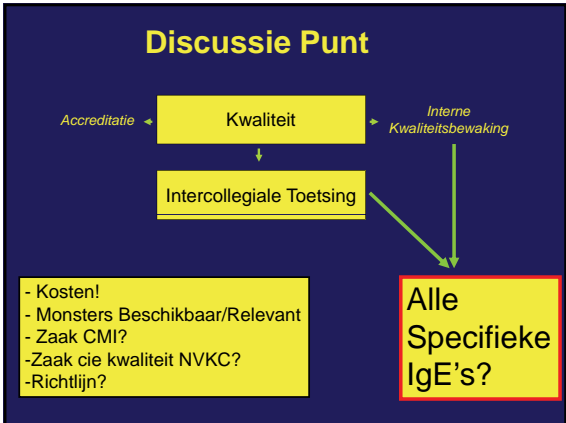 Discussie Punt
Accreditatie
Kwaliteit
Interne
Kwaliteitsbewaking
Intercollegiale Toetsing
- Kosten!
- Monsters Beschikbaar/Relevant
- Zaak CMI?
-Zaak cie kwaliteit NVKC?
-Richtlijn?
Alle
Specifieke
IgE's?